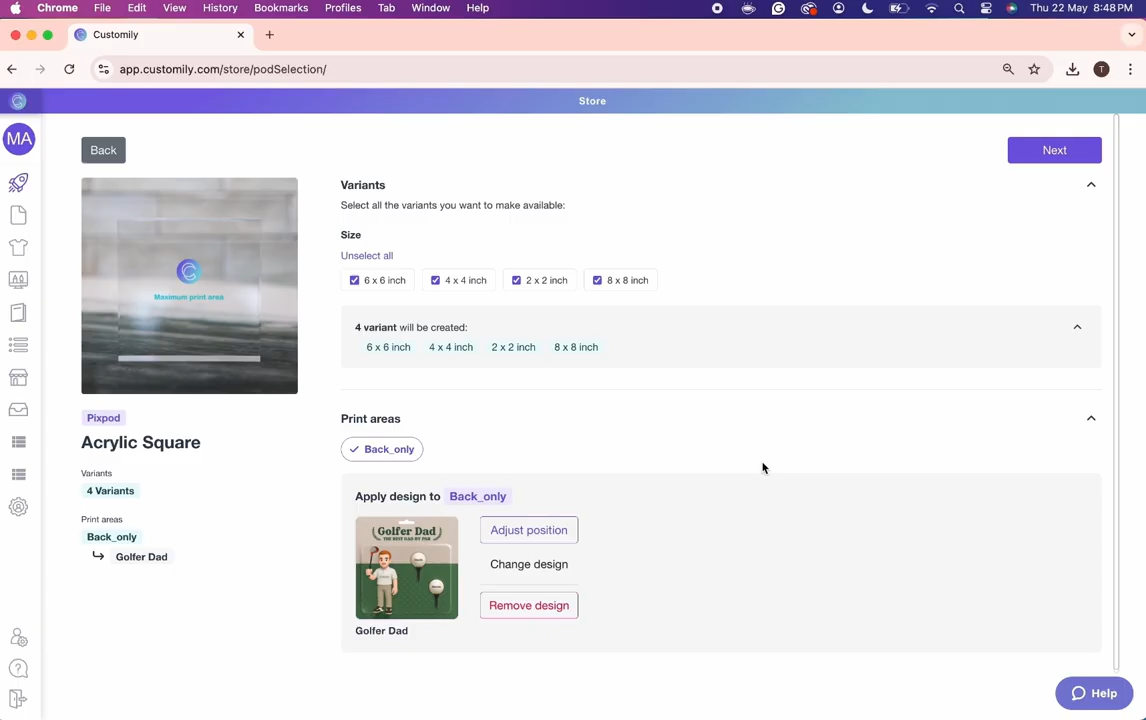 Chrome File Edit View History Bookmarks Profiles Tab Window Help Thu 22 May 8:48 PM
Customily
app.customily.com/store/podSelection/ T
Store
MA
Back
Next
Variants
Select all the variants you want to make available:
Size
Unselect all
6 x 6 inch 4 x 4 inch 2 x 2 inch 8 x 8 inch
4 variant will be created:
6 x 6 inch 4 x 4 inch 2 x 2 inch 8 x 8 inch
Maximum print area
Pixpod
Acrylic Square
Variants
4 Variants
Print areas
Back_only
Golfer Dad
Print areas
Back_only
Apply design to Back_only
Golfer Dad
THE BEST DAD BY PAR
Adjust position
Change design
Remove design
Golfer Dad
Help